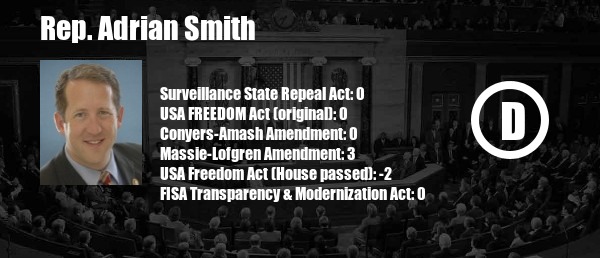 Rep. Adrian Smith
Surveillance State Repeal Act: 0
USA FREEDOM Act (original): 0
Conyers-Amash Amendment: 0
Massie-Lofgren Amendment: 3
USA Freedom Act (House passed): -2
FISA Transparency & Modernization Act: 0
D